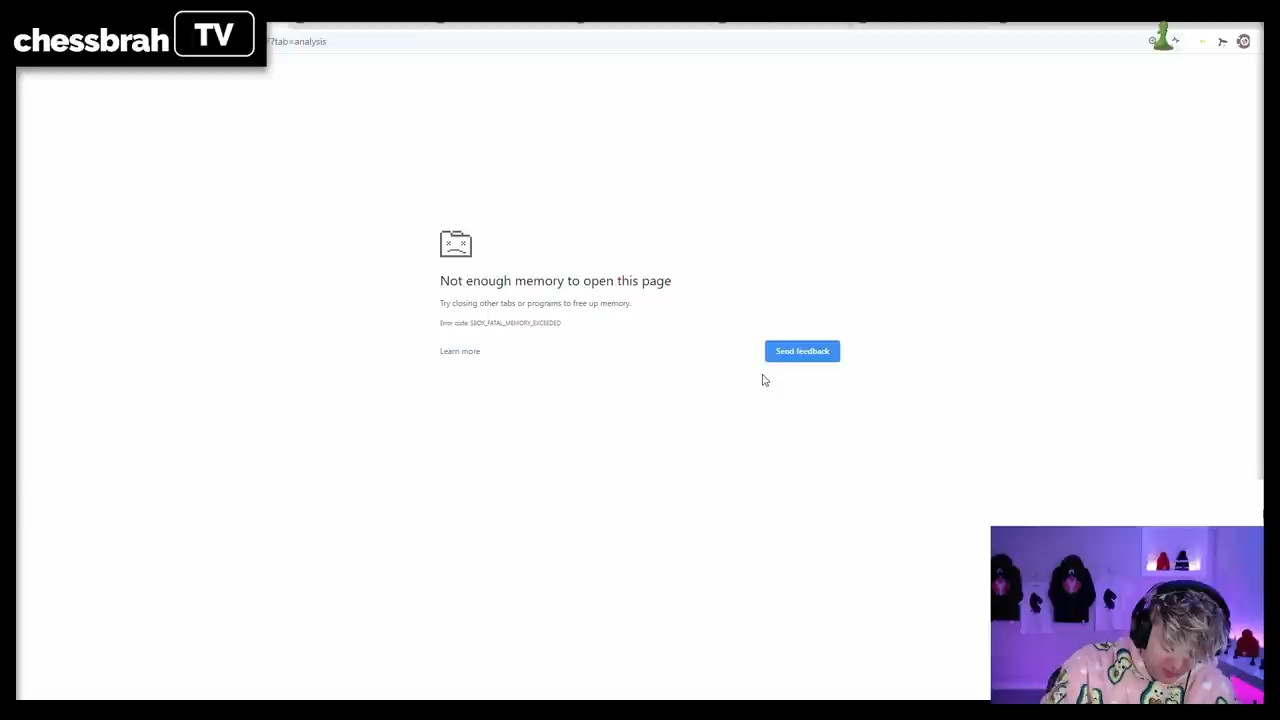 chessbrah TV
?tab=analysis
Not enough memory to open this page
Try closing other tabs or programs to free up memory.
Error code: SBOX_FATAL_MEMORY_EXCEEDED
Learn more
Send feedback